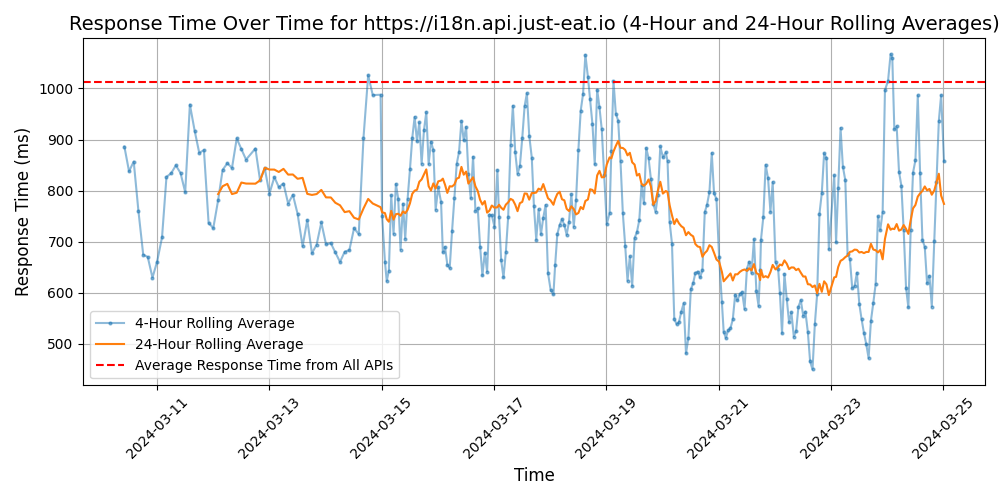 Response Time Over Time for https://i18n.api.just-eat.io (4-Hour and 24-Hour Rolling Averages)
Response Time (ms)
1000
900
800
700
600
500
4-Hour Rolling Average
24-Hour Rolling Average
Average Response Time from All APIs
2024-03-11
2024-03-13
2024-03-15
2024-03-17
2024-03-19
2024-03-21
2024-03-23
2024-03-25
Time